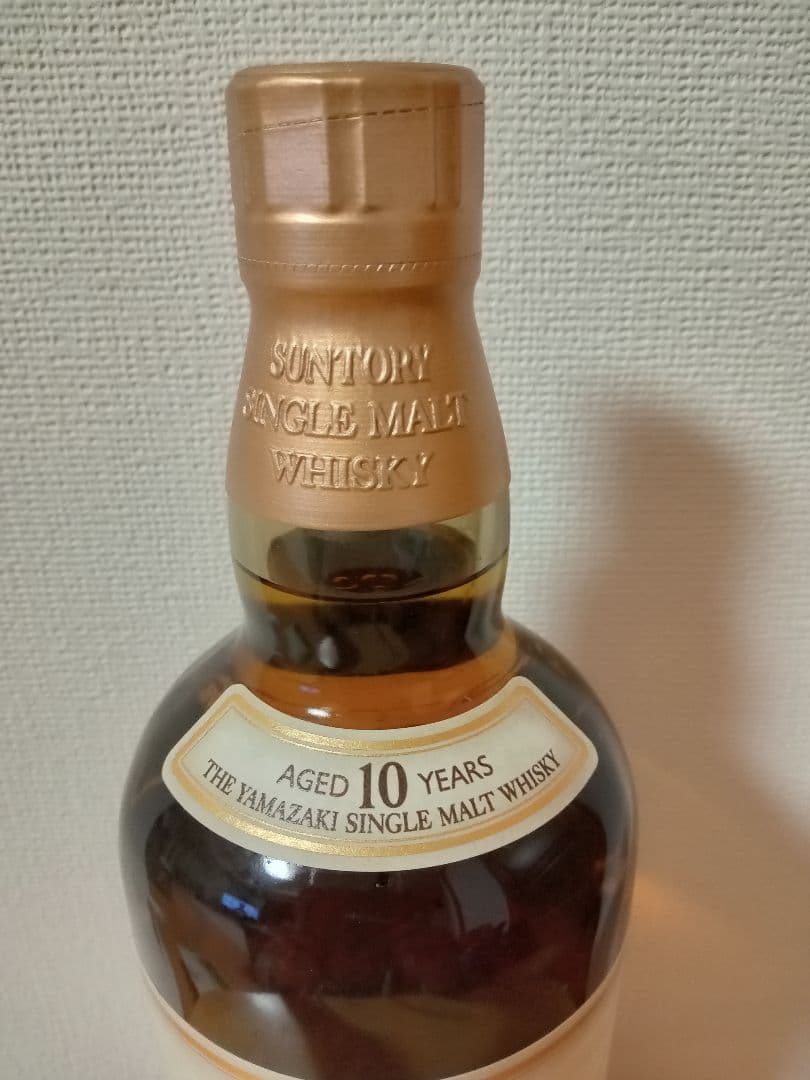 SUNTORY
SINGLE MALT
WHISKY
AGED 10 YEARS
THE YAMAZAKI SINGLE MALT WHISKY